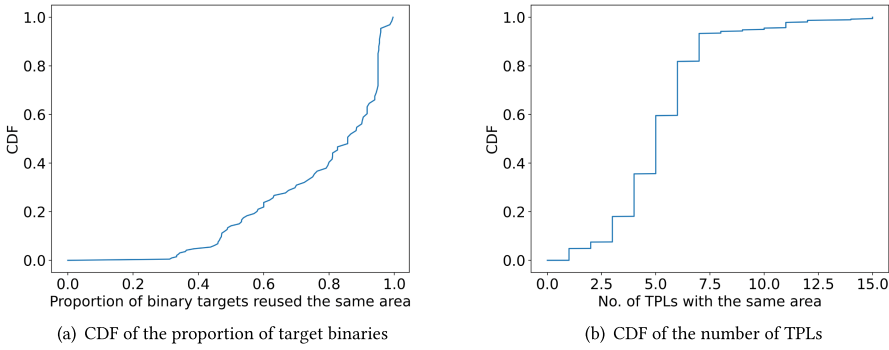 1.0
0.8
0.6
0.4
0.2
0.0
CDF
0.0 0.2 0.4 0.6 0.8 1.0
Proportion of binary targets reused the same area
(a) CDF of the proportion of target binaries
1.0
0.8
0.6
0.4
0.2
0.0
CDF
0.0 2.5 5.0 7.5 10.0 12.5 15.0
No. of TPLs with the same area
(b) CDF of the number of TPLs